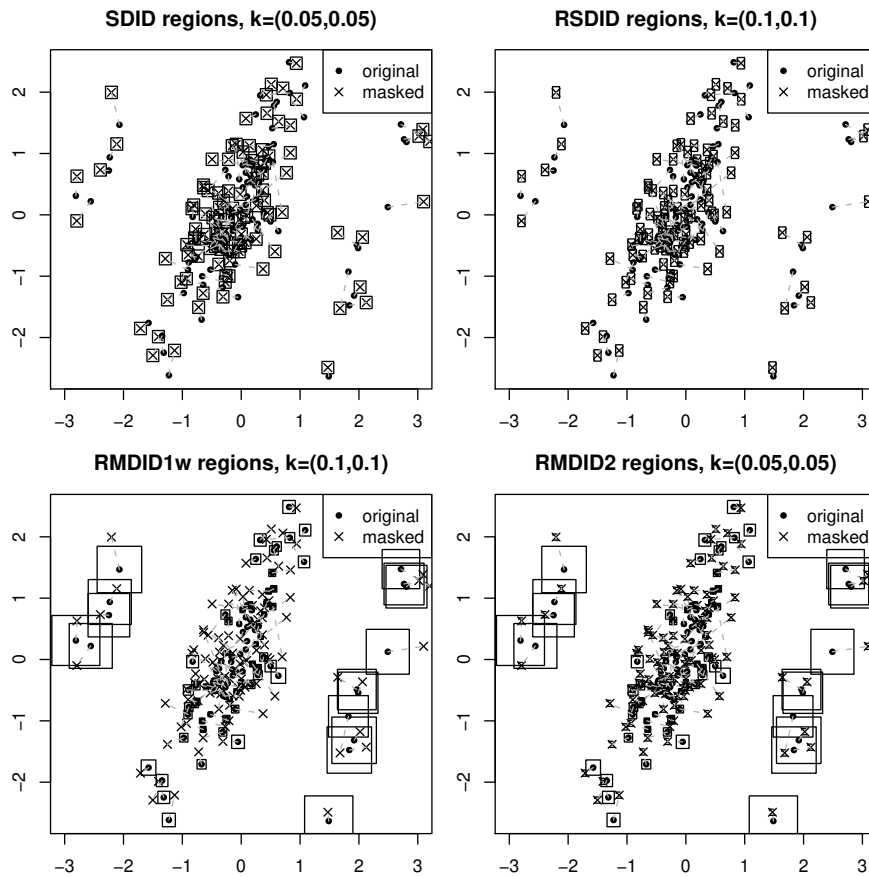 SDID regions, k=(0.05,0.05)
original
masked
2
1
0
−1
−2
−3 −2 −1 0 1 2 3
RSDID regions, k=(0.1,0.1)
original
masked
2
1
0
−1
−2
−3 −2 −1 0 1 2 3
RMDID1w regions, k=(0.1,0.1)
original
masked
2
1
0
−1
−2
−3 −2 −1 0 1 2 3
RMDID2 regions, k=(0.05,0.05)
original
masked
2
1
0
−1
−2
−3 −2 −1 0 1 2 3